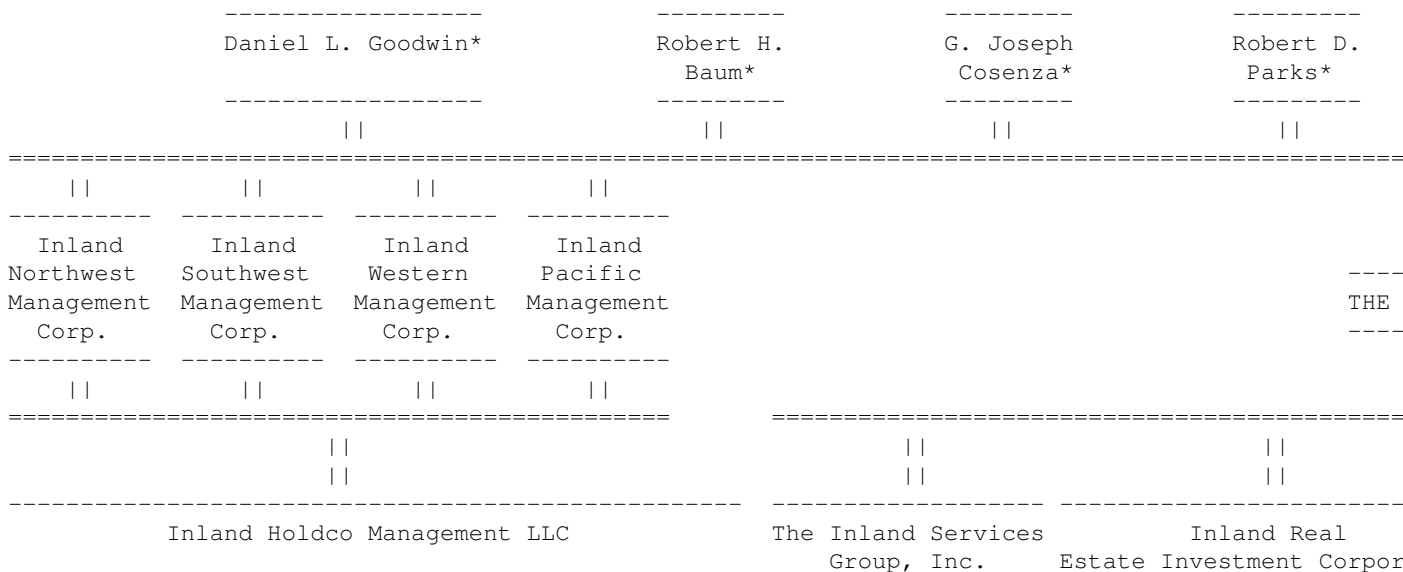 Daniel L. Goodwin* Robert H. G. Joseph Robert D.
Baum* Cosenza* Parks*
Inland Inland Inland Inland
Northwest Southwest Western Pacific
Management Management Management Management THE
Corp. Corp. Corp. Corp.
Inland Holdco Management LLC The Inland Services Inland Real
Group, Inc. Estate Investment Corpor